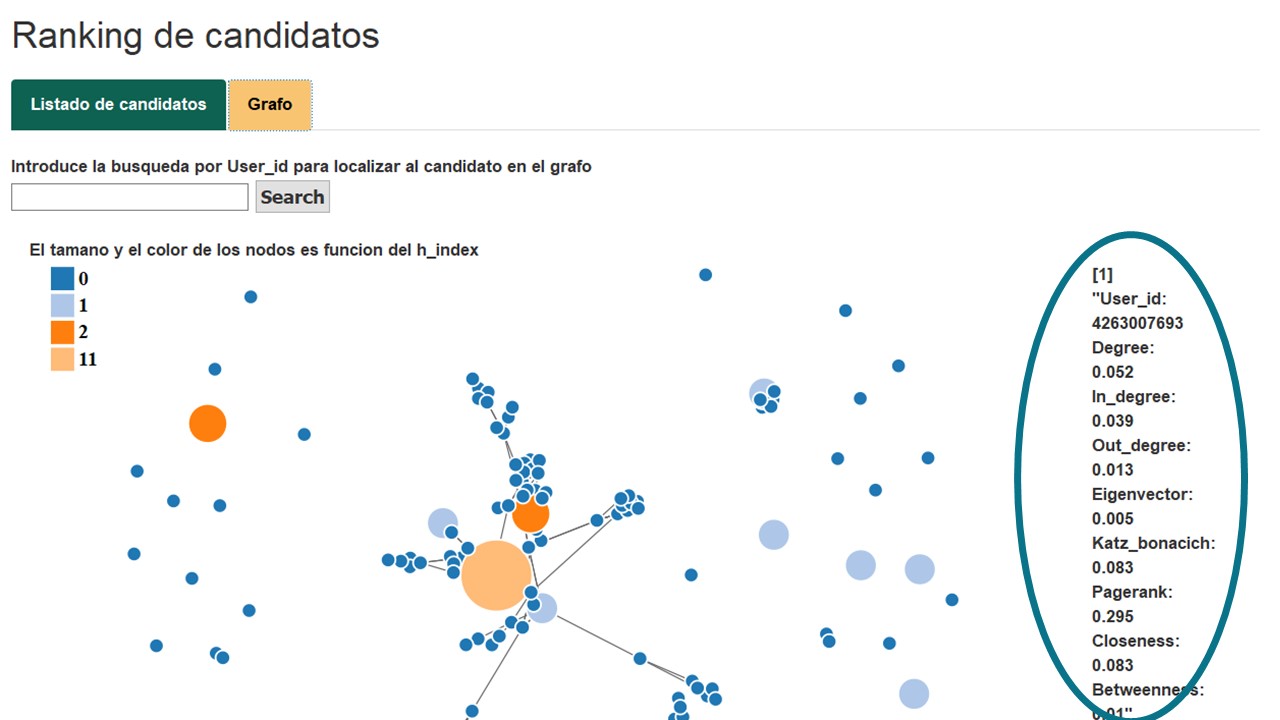 Ranking de candidatos
Listado de candidatos
Grafo
Introduce la busqueda por User_id para localizar al candidato en el grafo
Search
El tamano y el color de los nodos es funcion del h_index
0
1
2
11
[1]
"User_id:
4263007693
Degree:
0.052
In_degree:
0.039
Out_degree:
0.013
Eigenvector:
0.005
Katz_bonacich:
0.083
Pagerank:
0.295
Closeness:
0.083
Betweenness:
0.01"